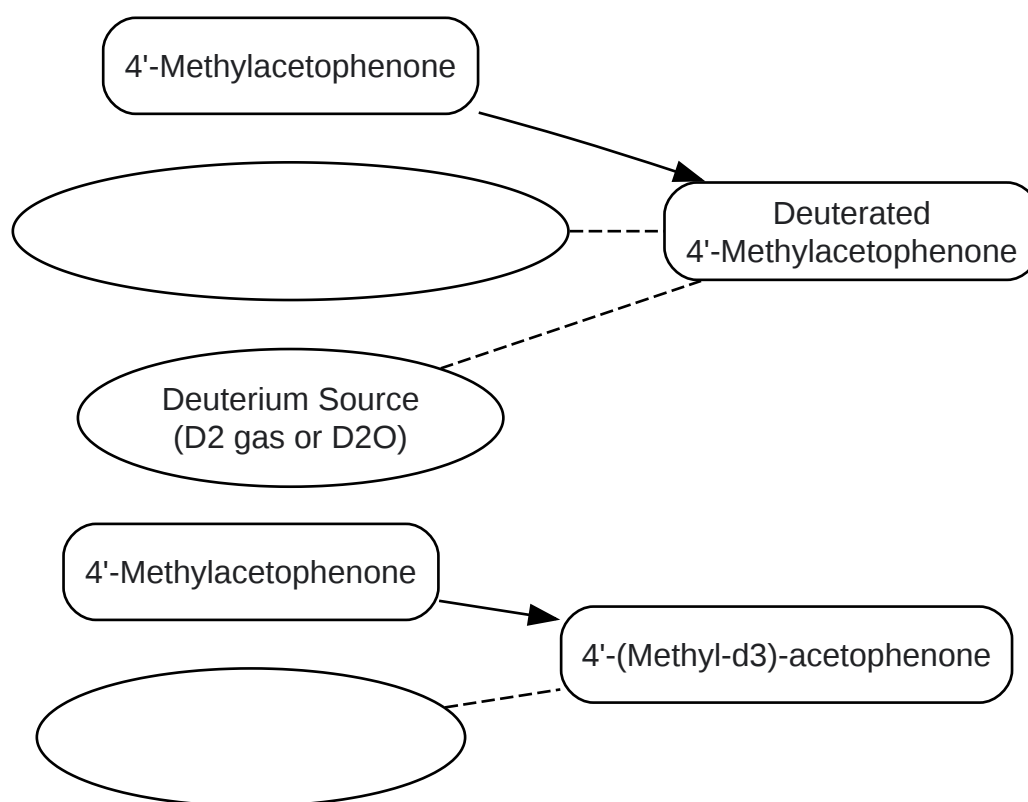 4'-Methylacetophenone
Deuterated
4'-Methylacetophenone
Deuterium Source
(D2 gas or D2O)
4'-Methylacetophenone
4'-(Methyl-d3)-acetophenone